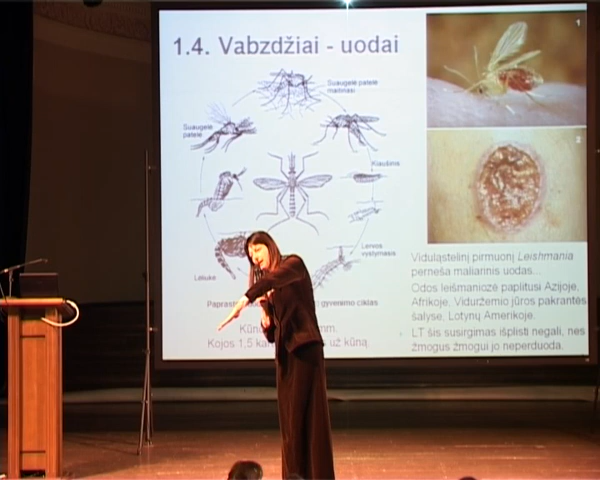 1.4. Vabzdžiai - uodai
1
Suaugėlė patelė
maitinasi
Suaugėlė
patelė
Kiaušinis
2
Lervos
vystymasis
Lėliukė
gyvenimo ciklas
mm.
Kojos 1,5 už kūną.
Viduląstelinį pirmuonį Leishmania
perneša maliarinis uodas...
Odos leišmaniozė paplitusi Azijoje,
Afrikoje, Viduržemio jūros pakrantės
šalyse, Lotynų Amerikoje.
LT šis susirgimas išplisti negali, nes
žmogus žmogui jo neperduoda.